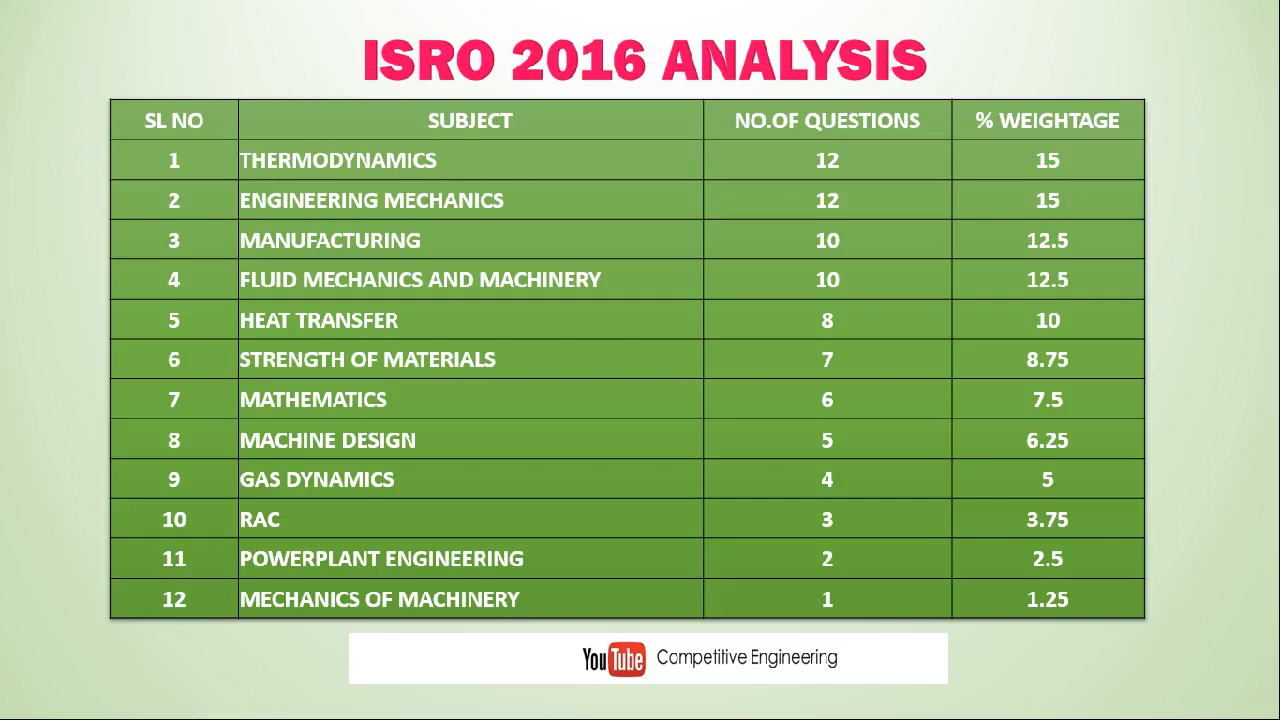 ISRO 2016 ANALYSIS
SL NO SUBJECT NO.OF QUESTIONS % WEIGHTAGE
1 THERMODYNAMICS 12 15
2 ENGINEERING MECHANICS 12 15
3 MANUFACTURING 10 12.5
4 FLUID MECHANICS AND MACHINERY 10 12.5
5 HEAT TRANSFER 8 10
6 STRENGTH OF MATERIALS 7 8.75
7 MATHEMATICS 6 7.5
8 MACHINE DESIGN 5 6.25
9 GAS DYNAMICS 4 5
10 RAC 3 3.75
11 POWERPLANT ENGINEERING 2 2.5
12 MECHANICS OF MACHINERY 1 1.25
YouTube Competitive Engineering